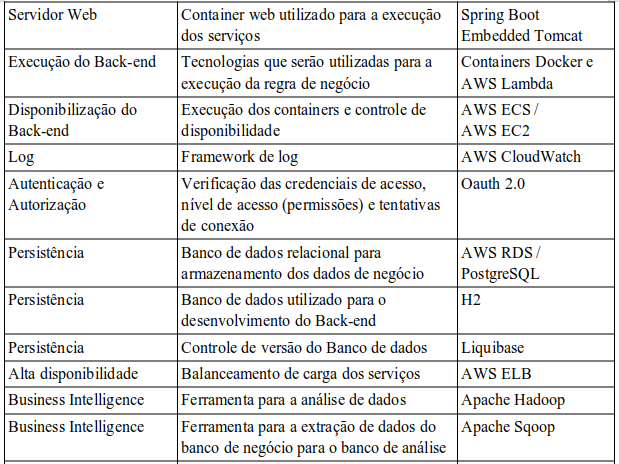 Servidor Web
Container web utilizado para a execução
dos serviços
Spring Boot
Embedded Tomcat
Execução do Back-end
Tecnologias que serão utilizadas para a
execução da regra de negócio
Containers Docker e
AWS Lambda
Disponibilização do
Back-end
Execução dos containers e controle de
disponibilidade
AWS ECS /
AWS EC2
Log
Framework de log
AWS CloudWatch
Autenticação e
Autorização
Verificação das credenciais de acesso,
nível de acesso (permissões) e tentativas
de conexão
Oauth 2.0
Persistência
Banco de dados relacional para
armazenamento dos dados de negócio
AWS RDS /
PostgreSQL
Persistência
Banco de dados utilizado para o
desenvolvimento do Back-end
H2
Persistência
Controle de versão do Banco de dados
Liquibase
Alta disponibilidade
Balanceamento de carga dos serviços
AWS ELB
Business Intelligence
Ferramenta para a análise de dados
Apache Hadoop
Business Intelligence
Ferramenta para a extração de dados do
banco de negócio para o banco de análise
Apache Sqoop